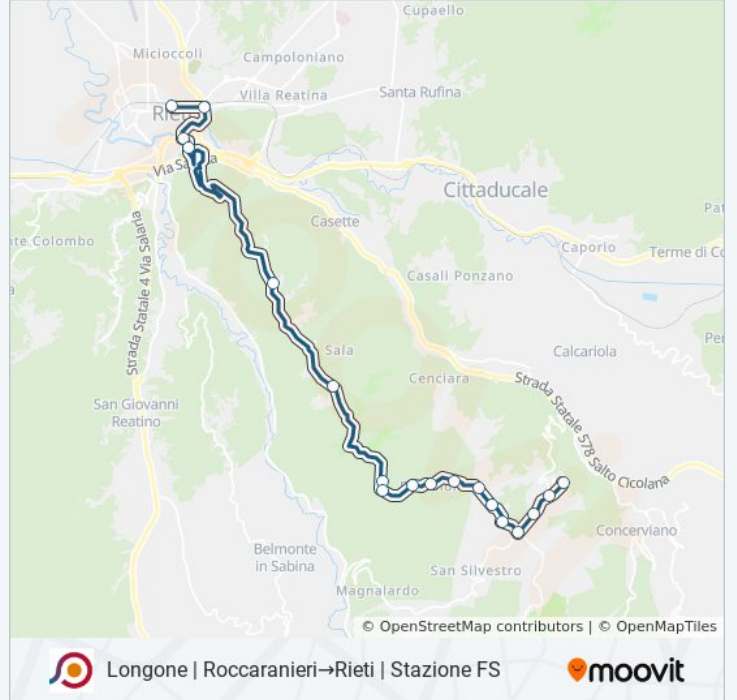 Cupaello
Micioccoli
Campoloniano
Villa Reatina
Santa Rufina
Rieti
Via Salaria
Cittaducale
Casette
Caporio
Terme di Co
te Colombo
Casali Ponzano
Strada Statale 4 Via Salaria
Sala
Calcariola
Cenciara
Strada Statale 578 Salto Cicolana
San Giovanni
Reatino
Concerviano
Belmonte
in Sabina
San Silvestro
Magnalardo
© OpenStreetMap contributors | © OpenMapTiles
Longone | Roccaranieri→Rieti | Stazione FS
moovit